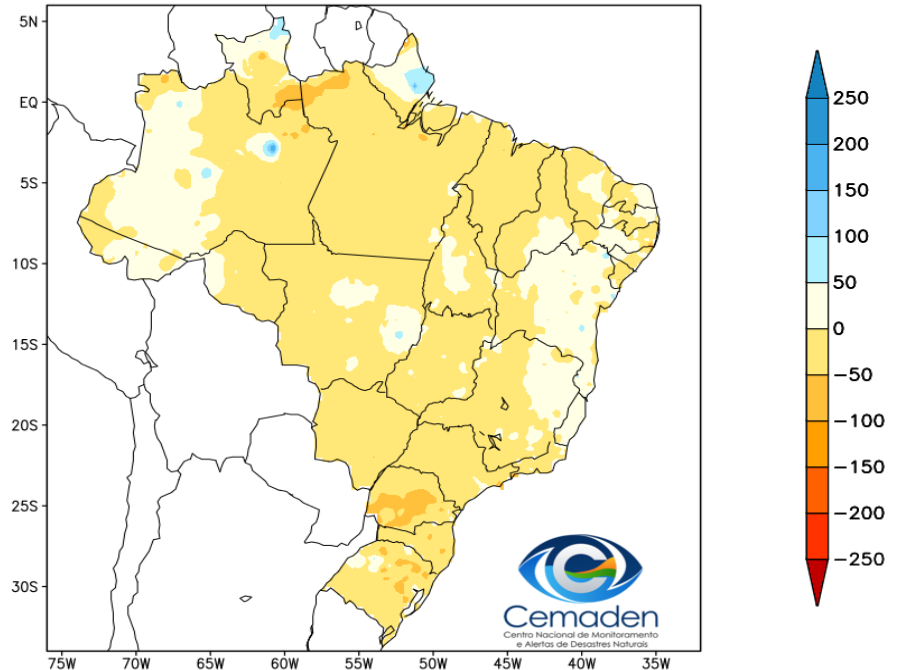 5N
EQ
5S
10S
15S
20S
25S
30S
75W 70W 65W 60W 55W 50W 45W 40W 35W
250
200
150
100
50
0
−50
−100
−150
−200
−250
Cemaden
Centro Nacional de Monitoramento
e Alertas de Desastres Naturais